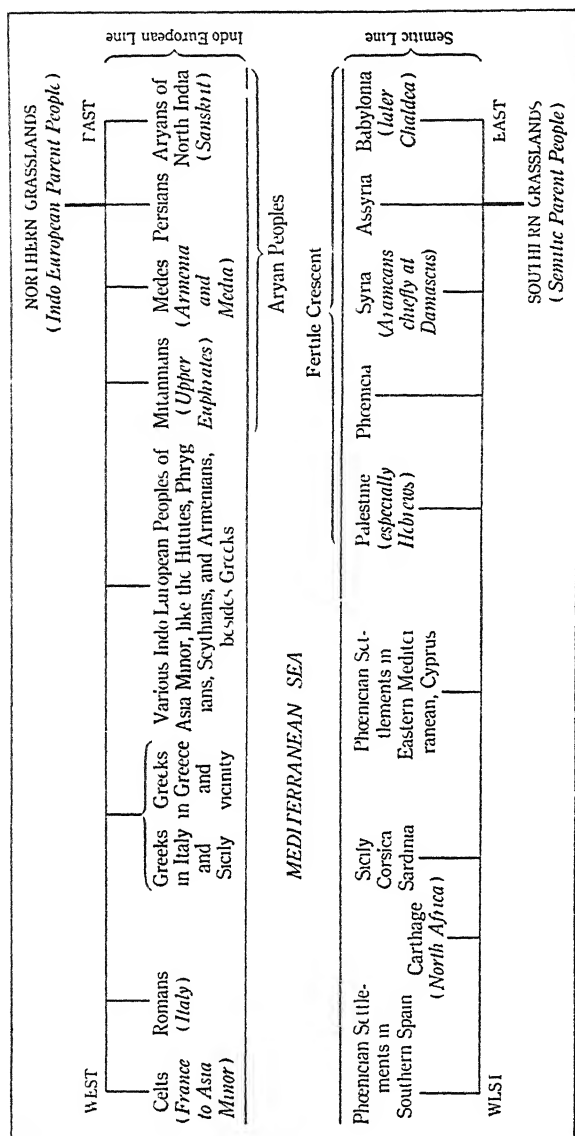 NORTHERN GRASSLANDS
(Indo European Parent People)
WEST
EAST
Celts
(France
to Asia
Minor)
Romans
(Italy)
Greeks
in Italy
and
Sicily
Greeks
in Greece
and
vicinity
Various Indo European Peoples of
Asia Minor, like the Hittites, Phryg
ians, Scythians, and Armenians,
besides Greeks
Mitannians
(Upper
Euphrates)
Medes
(Armenia
and
Media)
Persians
Aryans of
North India
(Sanskrit)
Indo European Line
Aryan Peoples
MEDITERRANEAN SEA
Fertile Crescent
Phœnician Settle-
ments in
Southern Spain
Carthage
(North Africa)
Sicily
Corsica
Sardinia
Phœnician Set-
tlements in
Eastern Mediter
ranean, Cyprus
Palestine
(especially
Hebrews)
Phœnicia
Syria
(Aramæans
chiefly at
Damascus)
Assyria
Babylonia
(later
Chaldea)
Semitic Line
WEST
EAST
SOUTHERN GRASSLANDS
(Semitic Parent People)